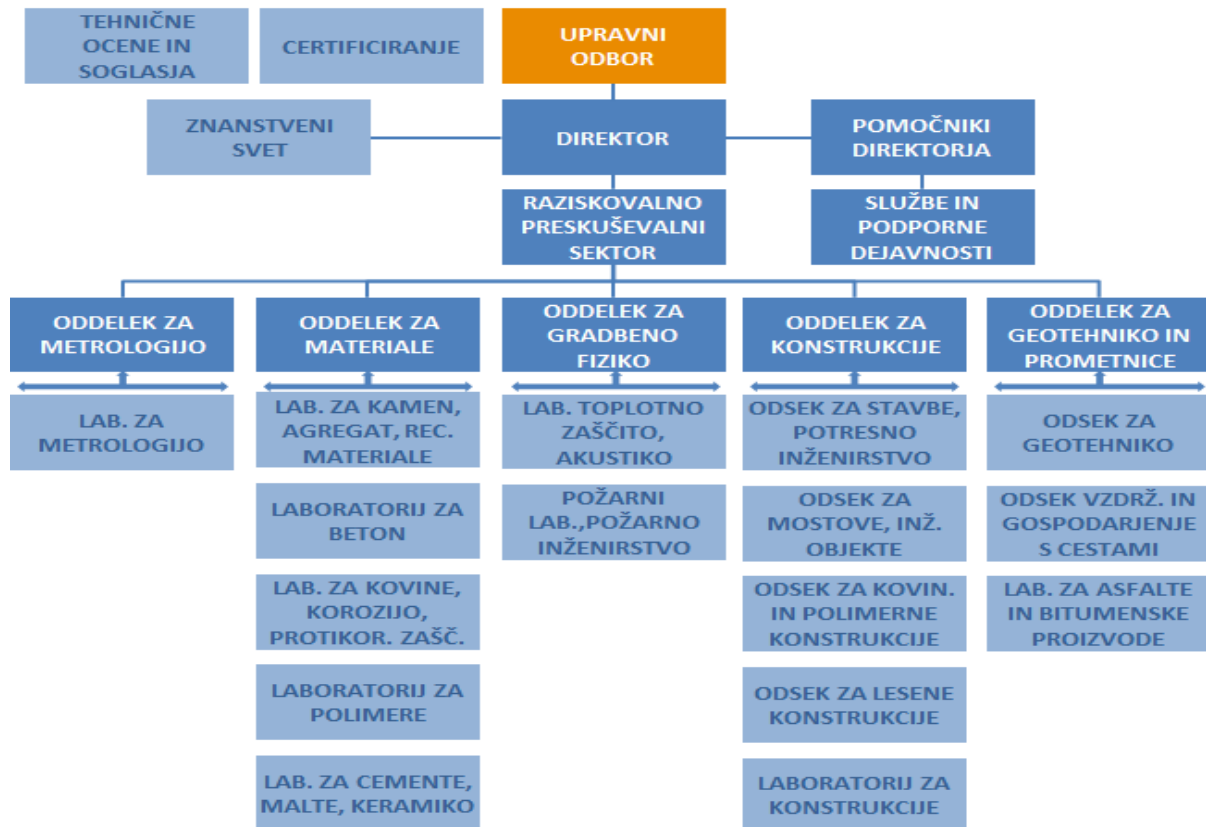 TEHNIČNE
OCENE IN
SOGLASJA
CERTIFICIRANJE
UPRAVNI
ODBOR
ZNANSTVENI
SVET
DIREKTOR
POMOČNIKI
DIREKTORJA
RAZISKOVALNO
PRESKUŠEVALNI
SEKTOR
SLUŽBE IN
PODPORNE
DEJAVNOSTI
ODDELEK ZA
METROLOGIJO
ODDELEK ZA
MATERIALE
ODDELEK ZA
GRADBENO
FIZIKO
ODDELEK ZA
KONSTRUKCIJE
ODDELEK ZA
GEOTEHNIKO IN
PROMETNICE
LAB. ZA
METROLOGIJO
LAB. ZA KAMEN,
AGREGAT, REC.
MATERIALE
LABORATORIJ ZA
BETON
LAB. ZA KOVINE,
KOROZIJO,
PROTIKOR. ZAŠČ.
LABORATORIJ ZA
POLIMERE
LAB. ZA CEMENTE,
MALTE, KERAMIKO
LAB. TOPLOTNO
ZAŠČITO,
AKUSTIKO
POŽARNI
LAB.,POŽARNO
INŽENIRSTVO
ODSEK ZA STAVBE,
POTRESNO
INŽENIRSTVO
ODSEK ZA
MOSTOVE, INŽ.
OBJEKTE
ODSEK ZA KOVIN.
IN POLIMERNE
KONSTRUKCIJE
ODSEK ZA LESENE
KONSTRUKCIJE
LABORATORIJ ZA
KONSTRUKCIJE
ODSEK ZA
GEOTEHNIKO
ODSEK VZDRŽ. IN
GOSPODARJENJE
S CESTAMI
LAB. ZA ASFALTE
IN BITUMENSKE
PROIZVODE